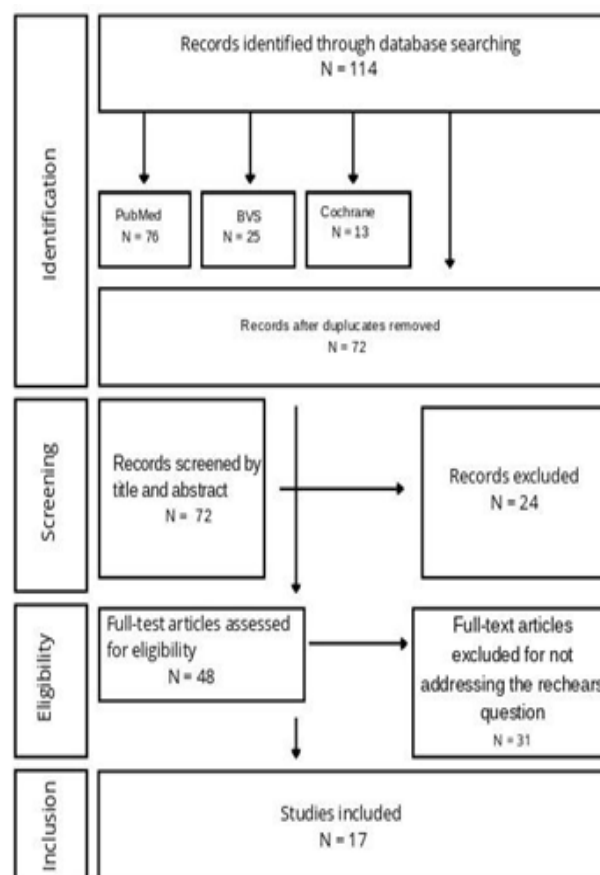 Identification
Records identified through database searching
N = 114
PubMed
N = 76
BVS
N = 25
Cochrane
N = 13
Records after duplucates removed
N = 72
Screening
Records screened by
title and abstract
N = 72
Records excluded
N = 24
Eligibility
Full-test articles assessed
for eligibility
N = 48
Full-text articles
excluded for not
addressing the rechears
question
N = 31
Inclusion
Studies included
N = 17